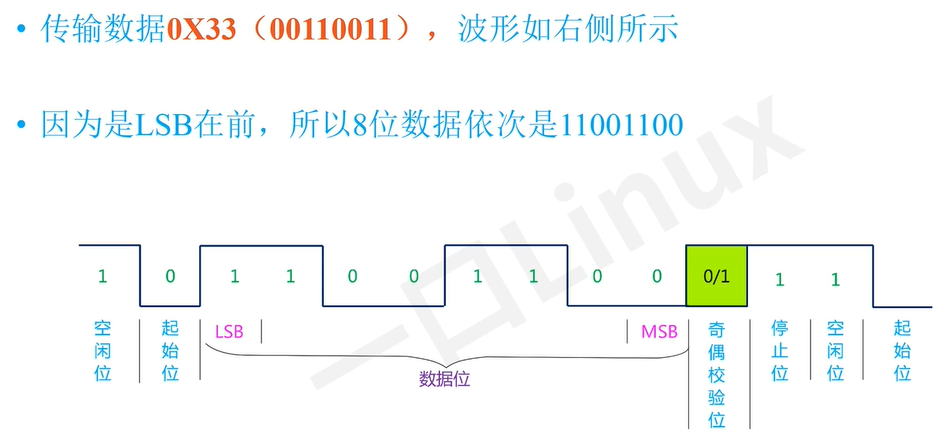 • 传输数据0X33（00110011），波形如右侧所示
• 因为是LSB在前，所以8位数据依次是11001100
一口Linux
1 0 1 1 0 0 1 1 0 0 0/1 1 1
空闲位 起始位 LSB MSB 奇偶校验位 停止位 空闲位 起始位
数据位